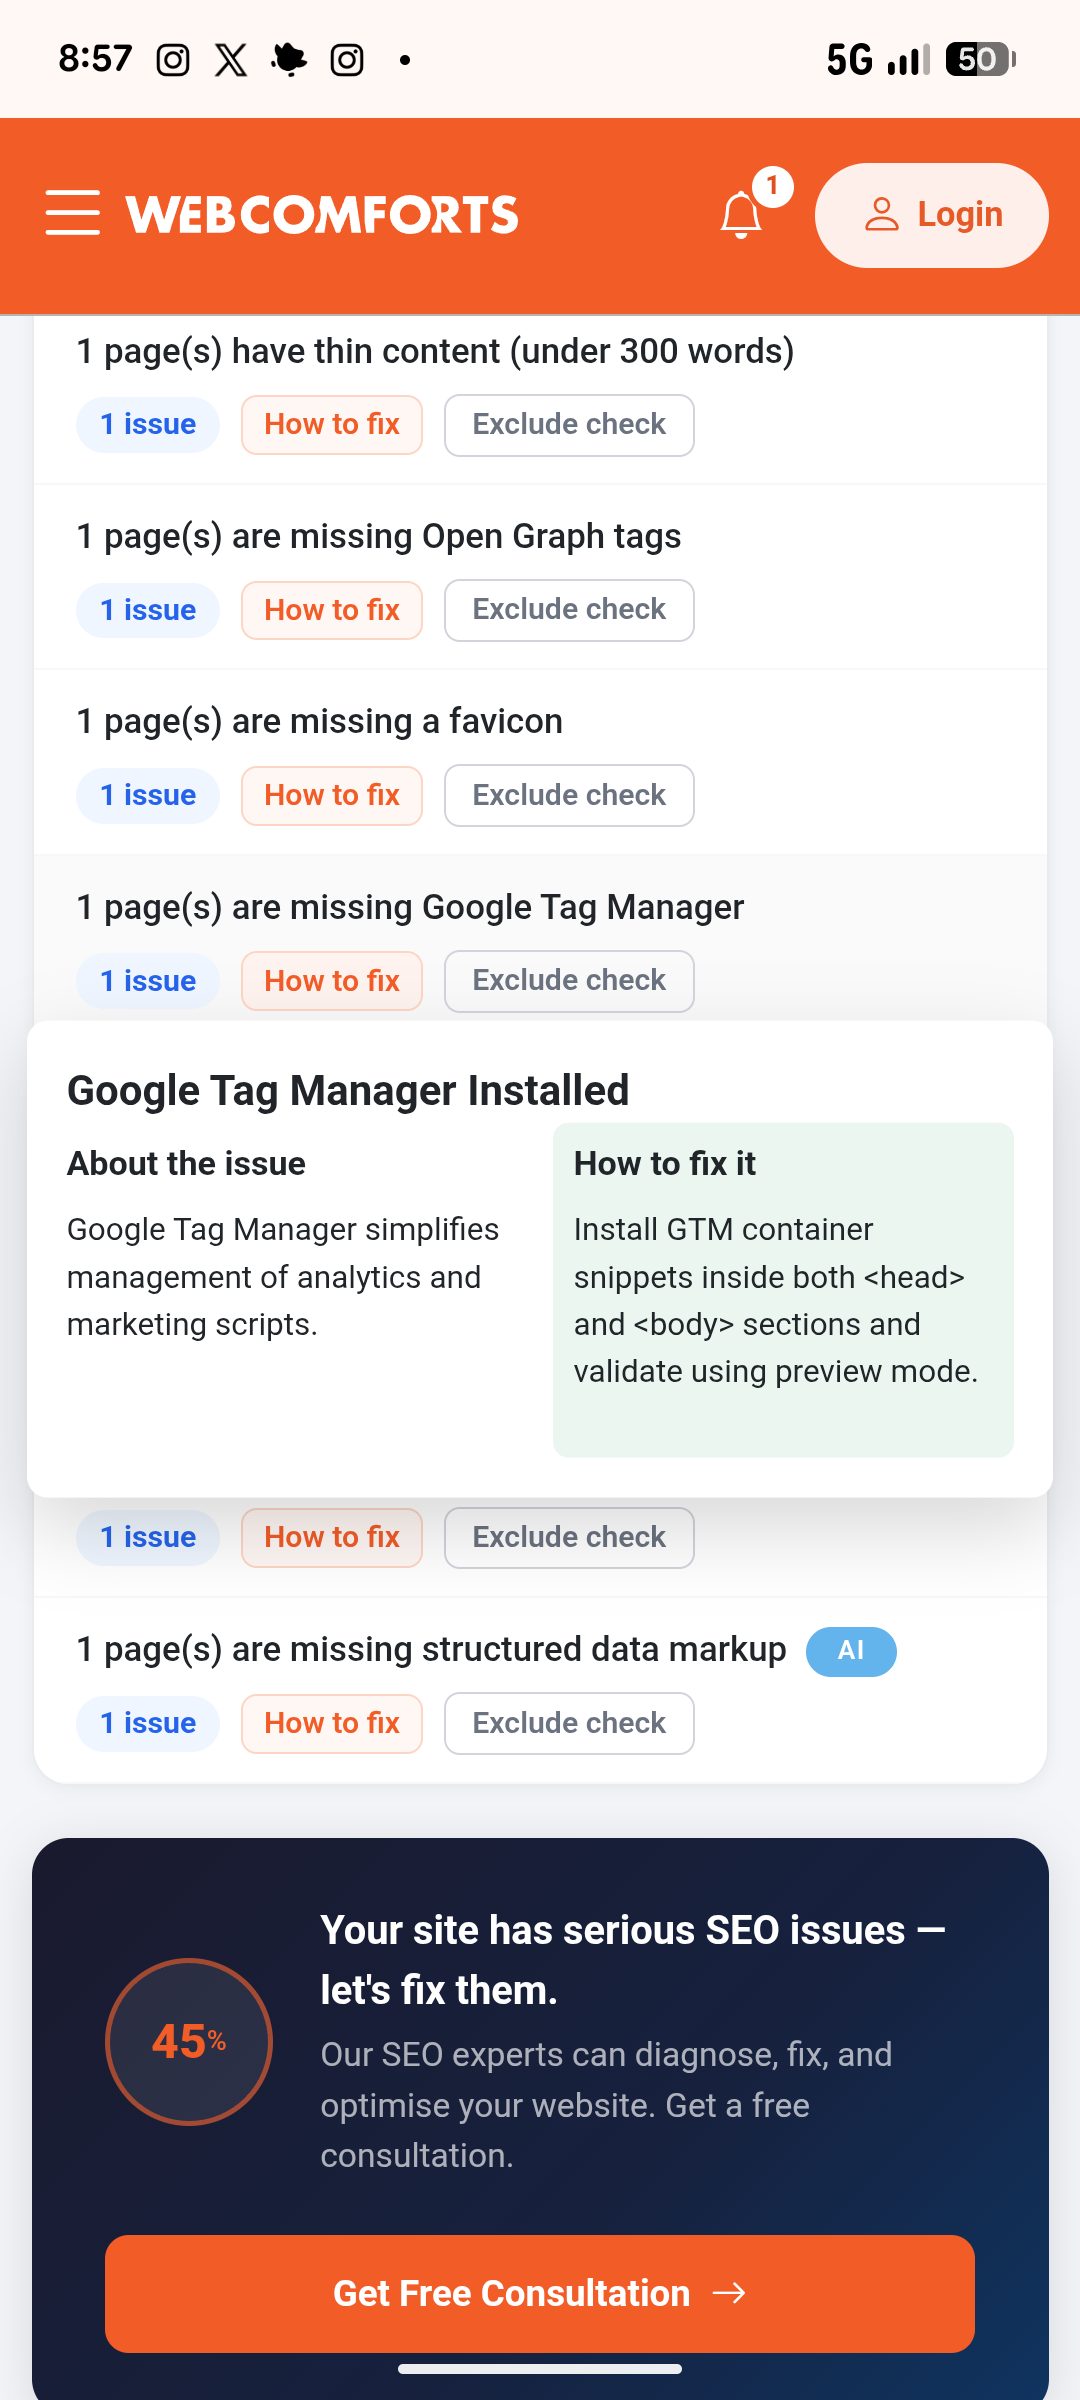 8:57
5G
50
WEBCOMFORTS
1
Login
1 page(s) have thin content (under 300 words)
1 issue How to fix Exclude check
1 page(s) are missing Open Graph tags
1 issue How to fix Exclude check
1 page(s) are missing a favicon
1 issue How to fix Exclude check
1 page(s) are missing Google Tag Manager
1 issue How to fix Exclude check
Google Tag Manager Installed
About the issue
Google Tag Manager simplifies
management of analytics and
marketing scripts.
How to fix it
Install GTM container
snippets inside both <head>
and <body> sections and
validate using preview mode.
1 issue How to fix Exclude check
1 page(s) are missing structured data markup AI
1 issue How to fix Exclude check
45%
Your site has serious SEO issues —
let's fix them.
Our SEO experts can diagnose, fix, and
optimise your website. Get a free
consultation.
Get Free Consultation →